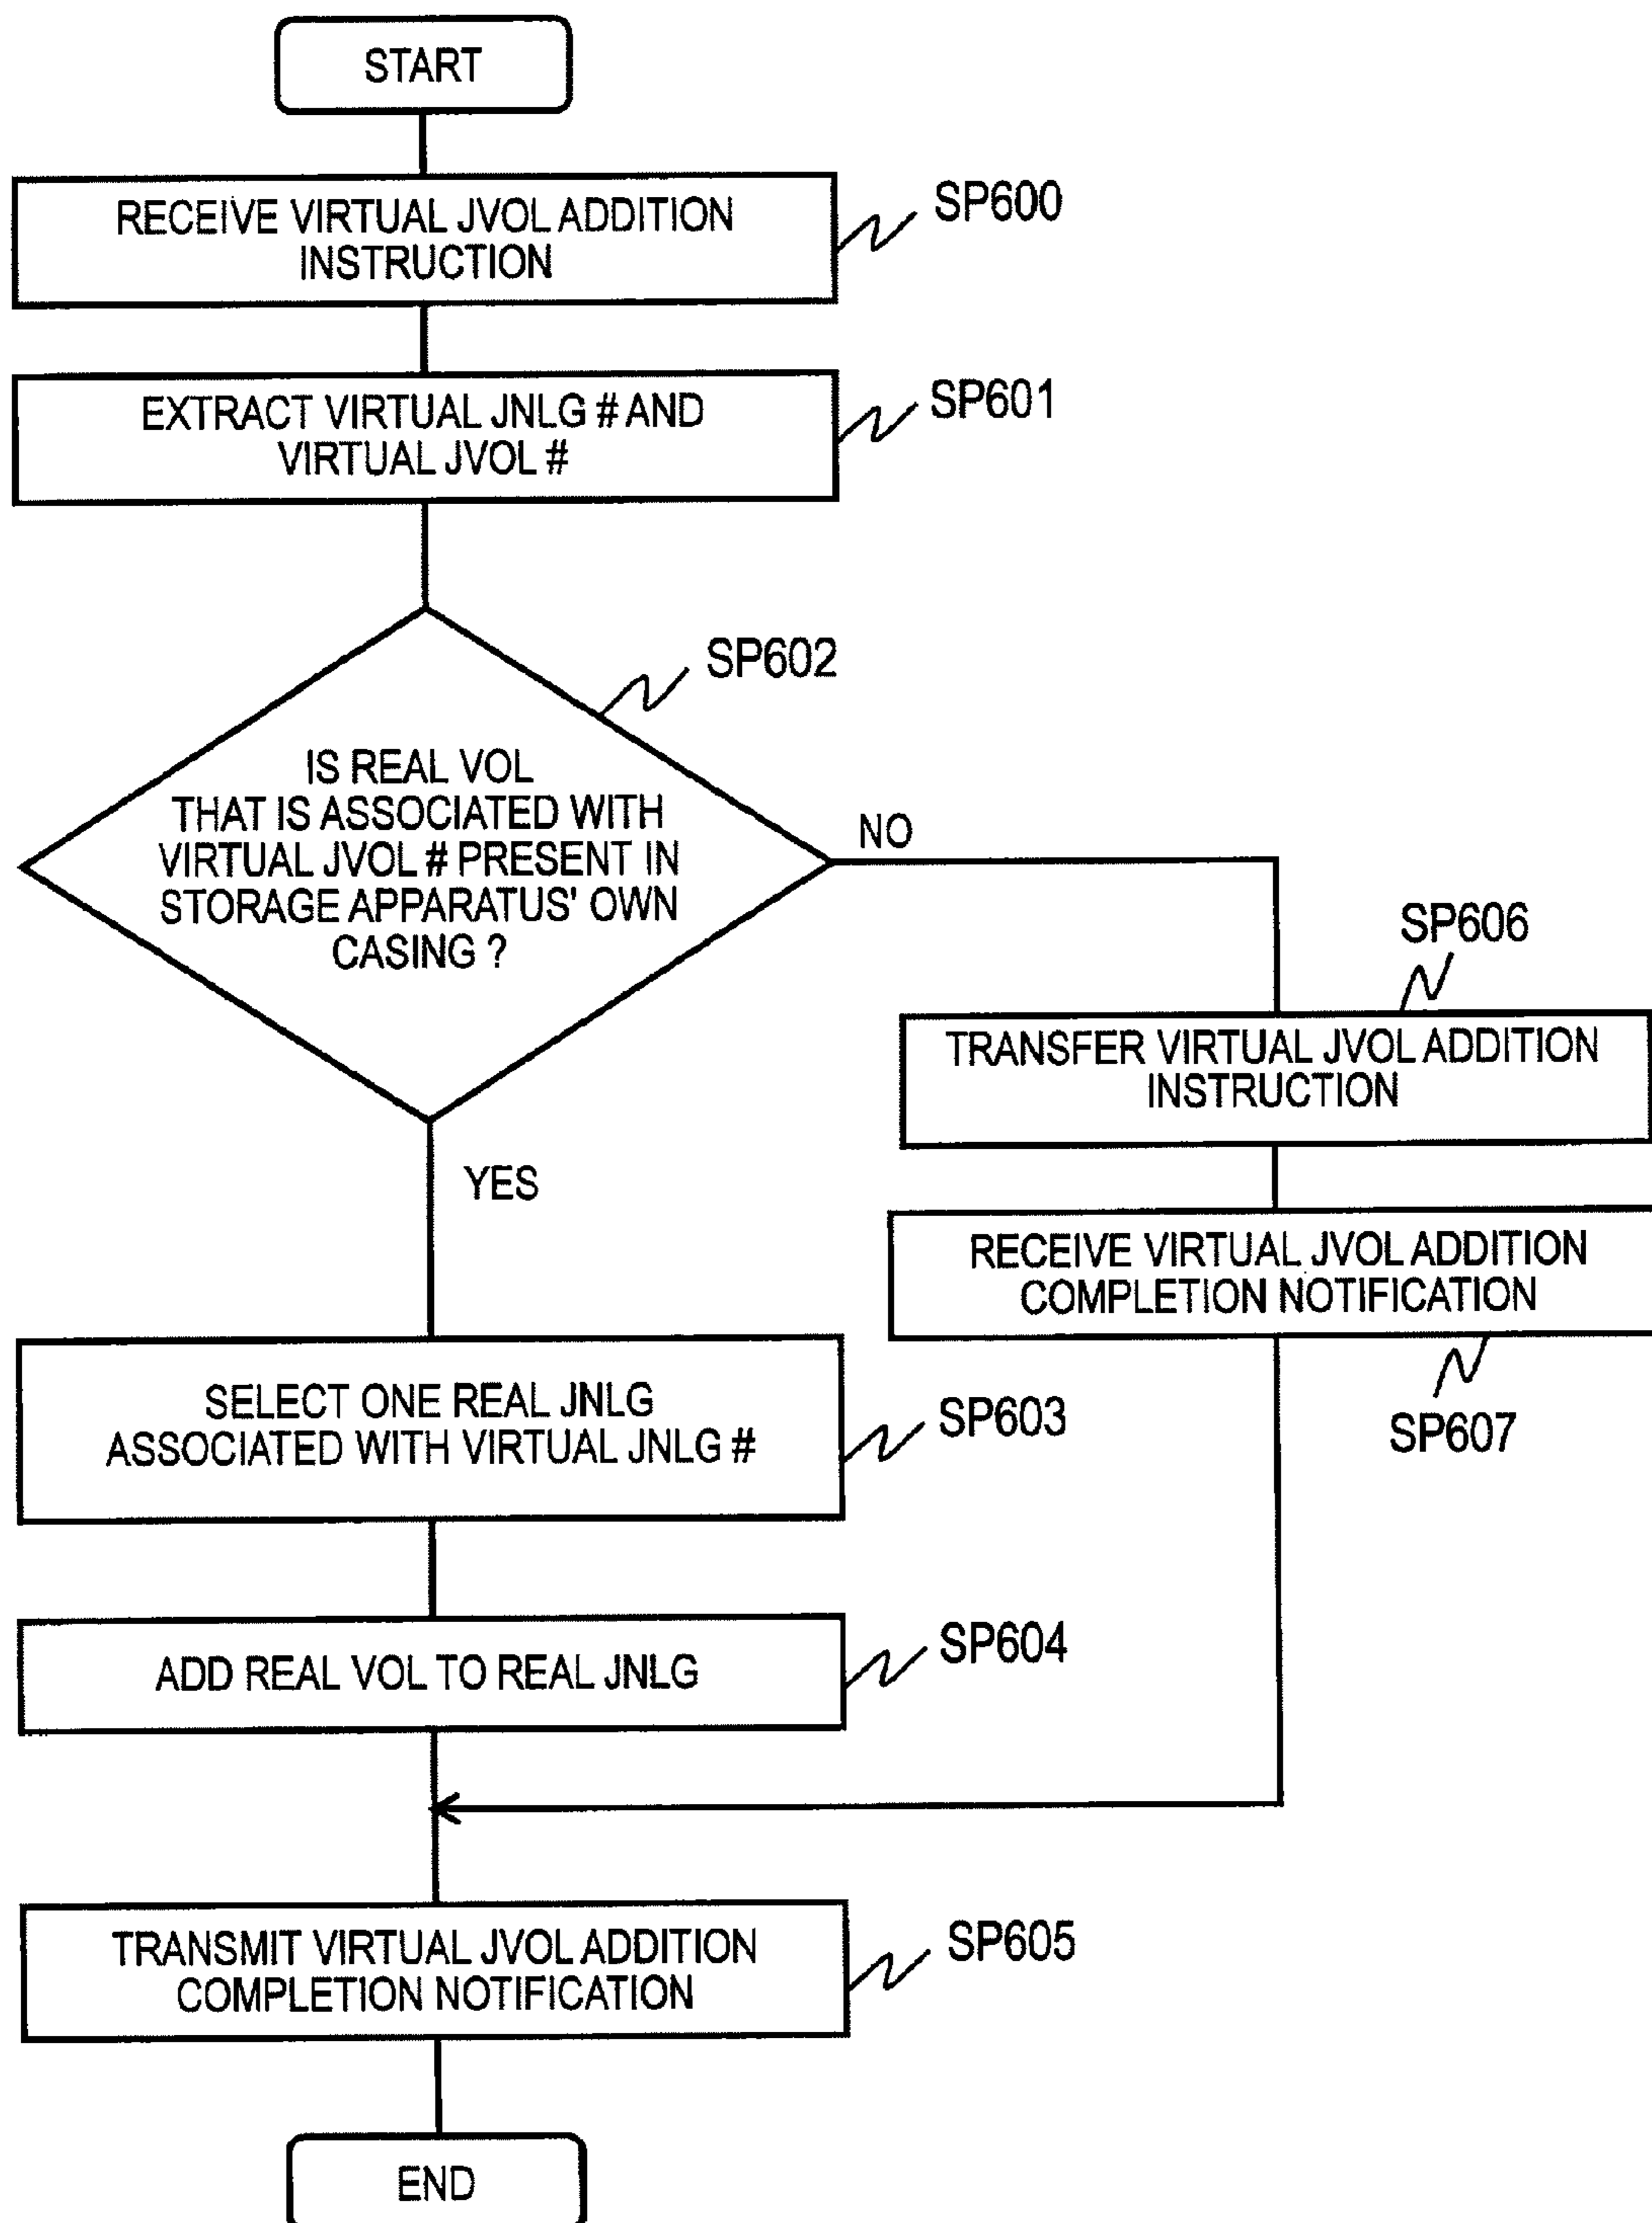 START
RECEIVE VIRTUAL JVOL ADDITION
INSTRUCTION
SP600
EXTRACT VIRTUAL JNLG # AND
VIRTUAL JVOL #
SP601
SP602
IS REAL VOL
THAT IS ASSOCIATED WITH
VIRTUAL JVOL # PRESENT IN
STORAGE APPARATUS' OWN
CASING ?
NO
SP606
TRANSFER VIRTUAL JVOL ADDITION
INSTRUCTION
YES
RECEIVE VIRTUAL JVOL ADDITION
COMPLETION NOTIFICATION
SP607
SELECT ONE REAL JNLG
ASSOCIATED WITH VIRTUAL JNLG #
SP603
ADD REAL VOL TO REAL JNLG
SP604
TRANSMIT VIRTUAL JVOL ADDITION
COMPLETION NOTIFICATION
SP605
END